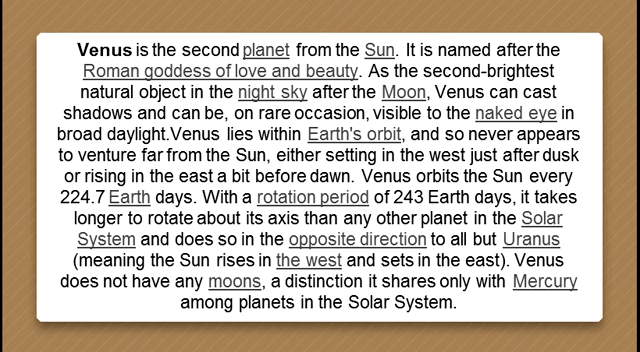 Venus is the second planet from the Sun. It is named after the
Roman goddess of love and beauty. As the second-brightest
natural object in the night sky after the Moon, Venus can cast
shadows and can be, on rare occasion, visible to the naked eye in
broad daylight.Venus lies within Earth's orbit, and so never appears
to venture far from the Sun, either setting in the west just after dusk
or rising in the east a bit before dawn. Venus orbits the Sun every
224.7 Earth days. With a rotation period of 243 Earth days, it takes
longer to rotate about its axis than any other planet in the Solar
System and does so in the opposite direction to all but Uranus
(meaning the Sun rises in the west and sets in the east). Venus
does not have any moons, a distinction it shares only with Mercury
among planets in the Solar System.